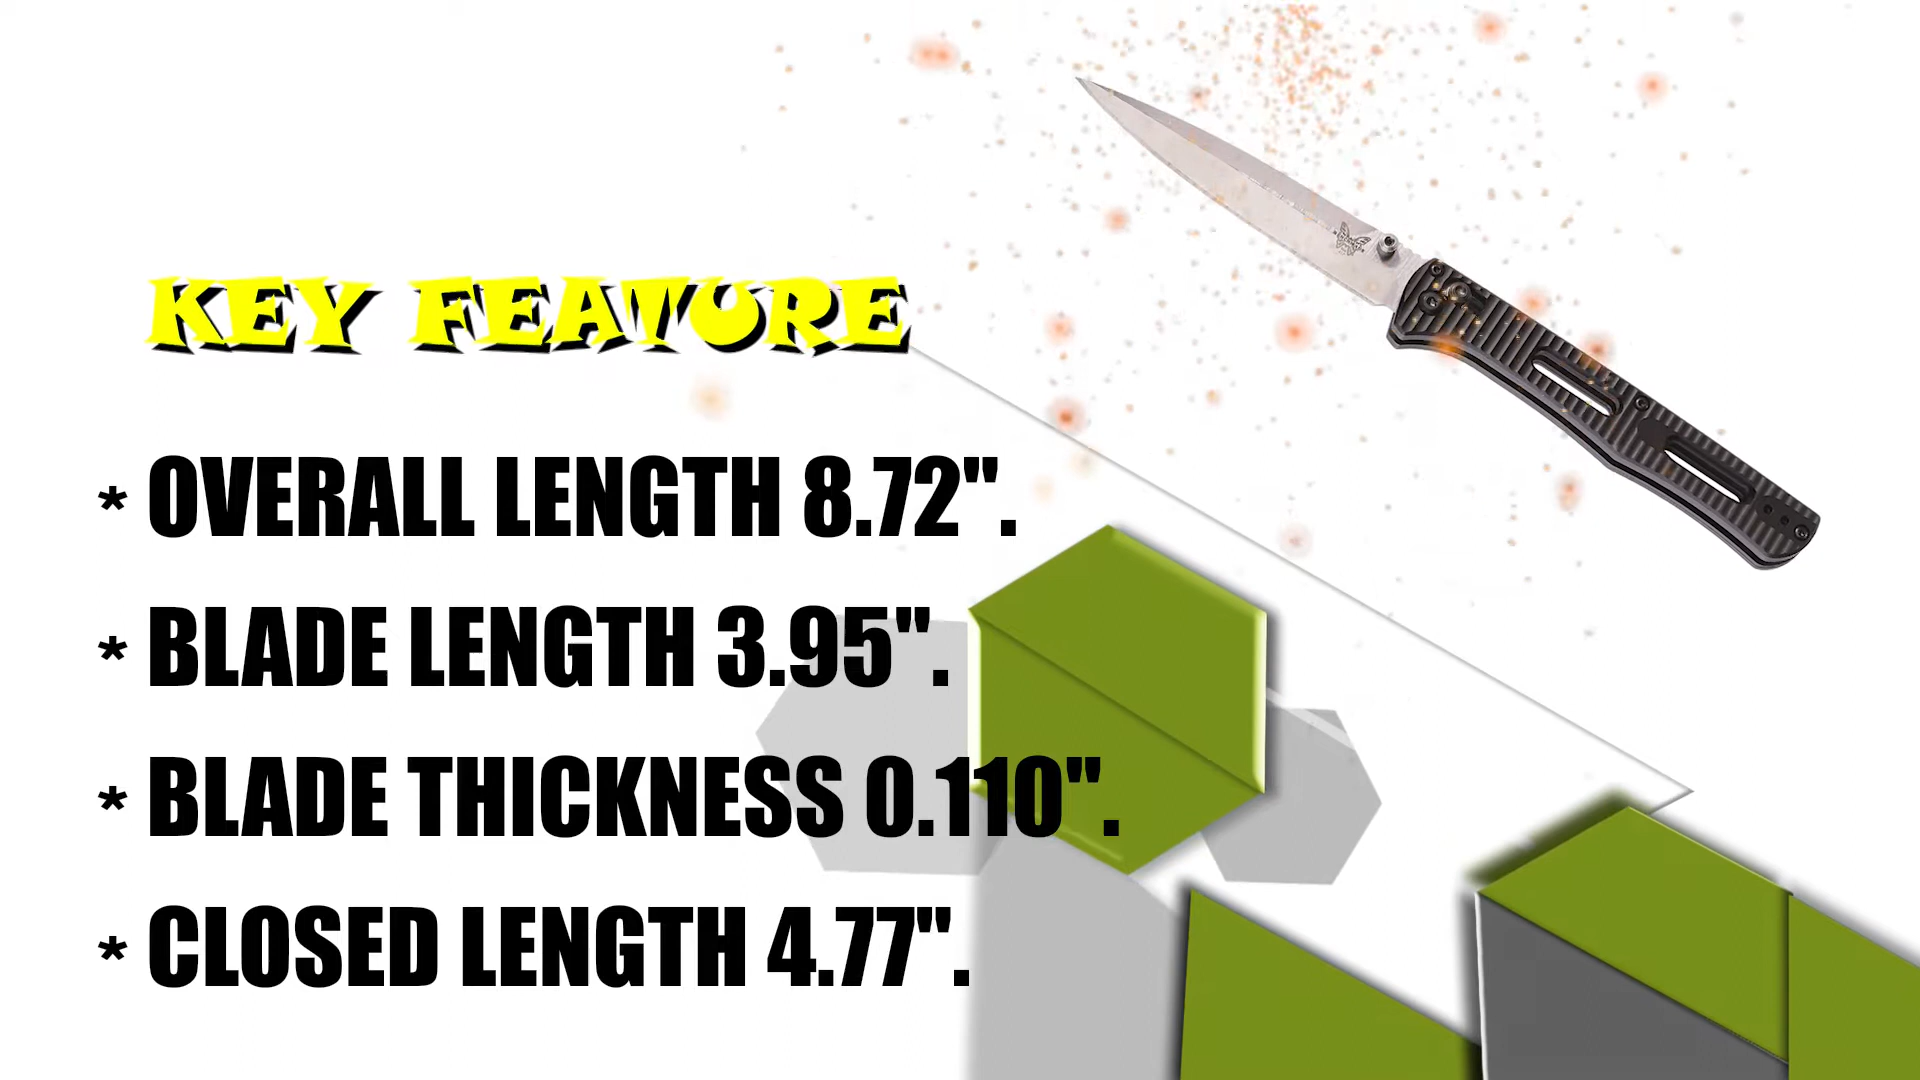 KEY FEATURE
* OVERALL LENGTH 8.72".
* BLADE LENGTH 3.95".
* BLADE THICKNESS 0.110".
* CLOSED LENGTH 4.77".